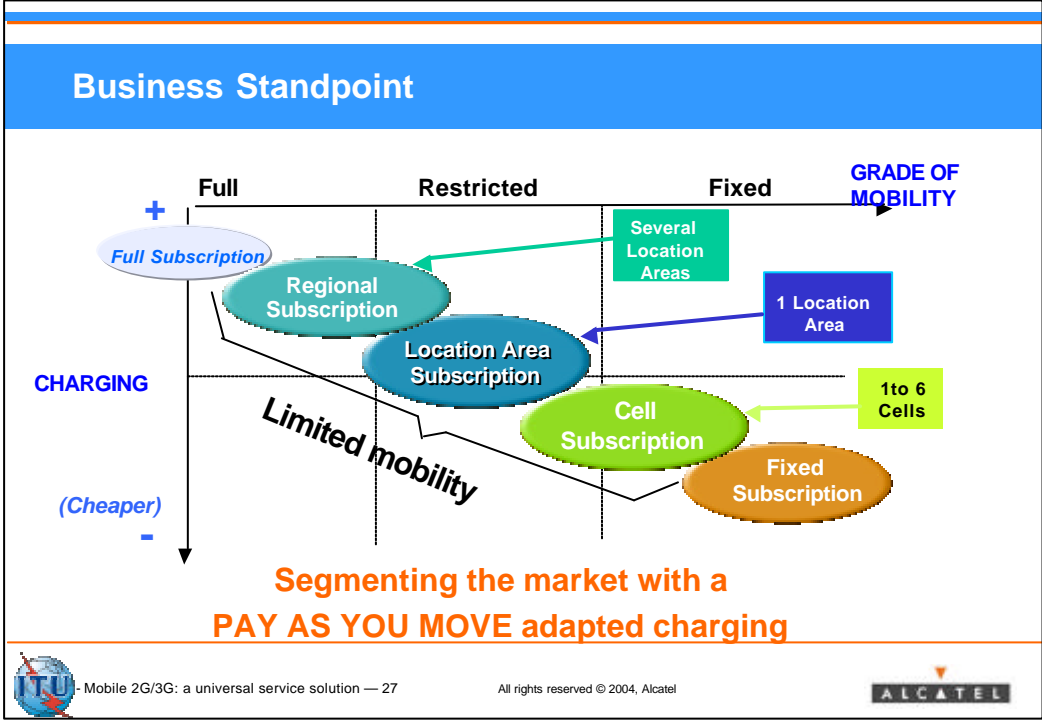 Business Standpoint
Full Restricted Fixed
GRADE OF
MOBILITY
+
Full Subscription
Several
Location
Areas
Regional
Subscription
1 Location
Area
Location Area
Subscription
CHARGING
1to 6
Cells
Cell
Subscription
Limited mobility
Fixed
Subscription
(Cheaper)
-
Segmenting the market with a
PAY AS YOU MOVE adapted charging
ITU
- Mobile 2G/3G: a universal service solution — 27
All rights reserved © 2004, Alcatel
ALCATEL